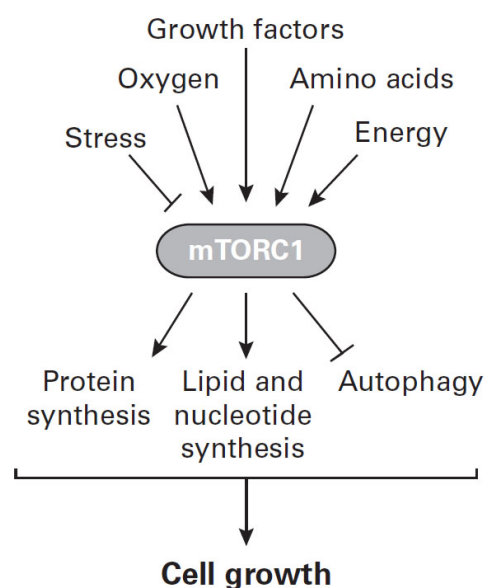 Growth factors
Oxygen
Amino acids
Stress
Energy
mTORC1
Protein
synthesis
Lipid and
nucleotide
synthesis
Autophagy
Cell growth